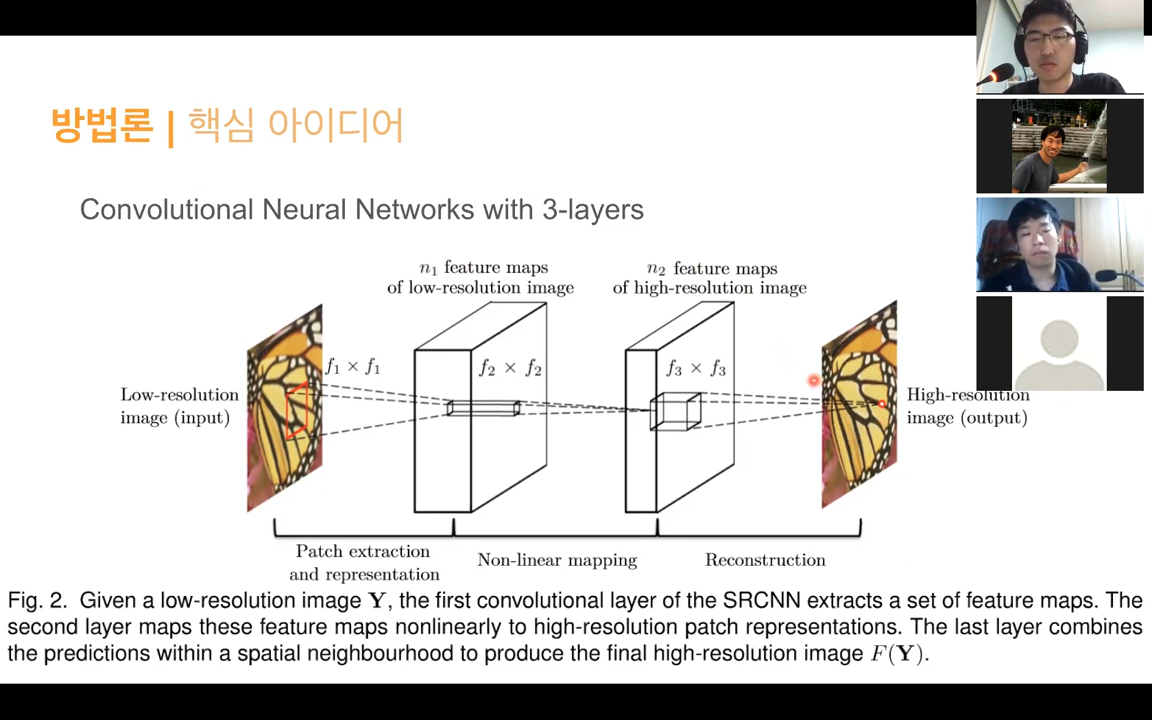 방법론 | 핵심 아이디어
Convolutional Neural Networks with 3-layers
n₁ feature maps
of low-resolution image
n₂ feature maps
of high-resolution image
f₁ × f₁
f₂ × f₂
f₃ × f₃
Low-resolution
image (input)
High-resolution
image (output)
Patch extraction
and representation
Non-linear mapping
Reconstruction
Fig. 2. Given a low-resolution image Y, the first convolutional layer of the SRCNN extracts a set of feature maps. The
second layer maps these feature maps nonlinearly to high-resolution patch representations. The last layer combines
the predictions within a spatial neighbourhood to produce the final high-resolution image F(Y).